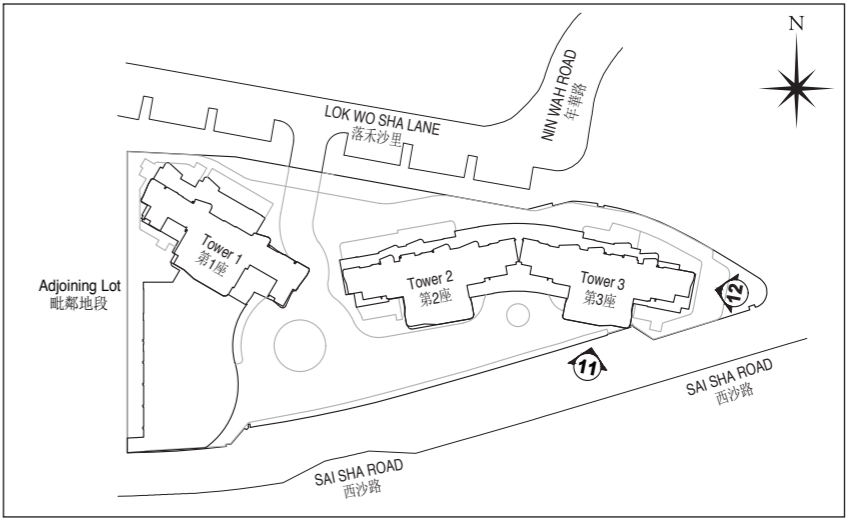 N
LOK WO SHA LANE
落禾沙里
NIN WAH ROAD
年華路
Tower 1
第1座
Adjoining Lot
毗鄰地段
Tower 2
第2座
Tower 3
第3座
12
11
SAI SHA ROAD
西沙路
SAI SHA ROAD
西沙路